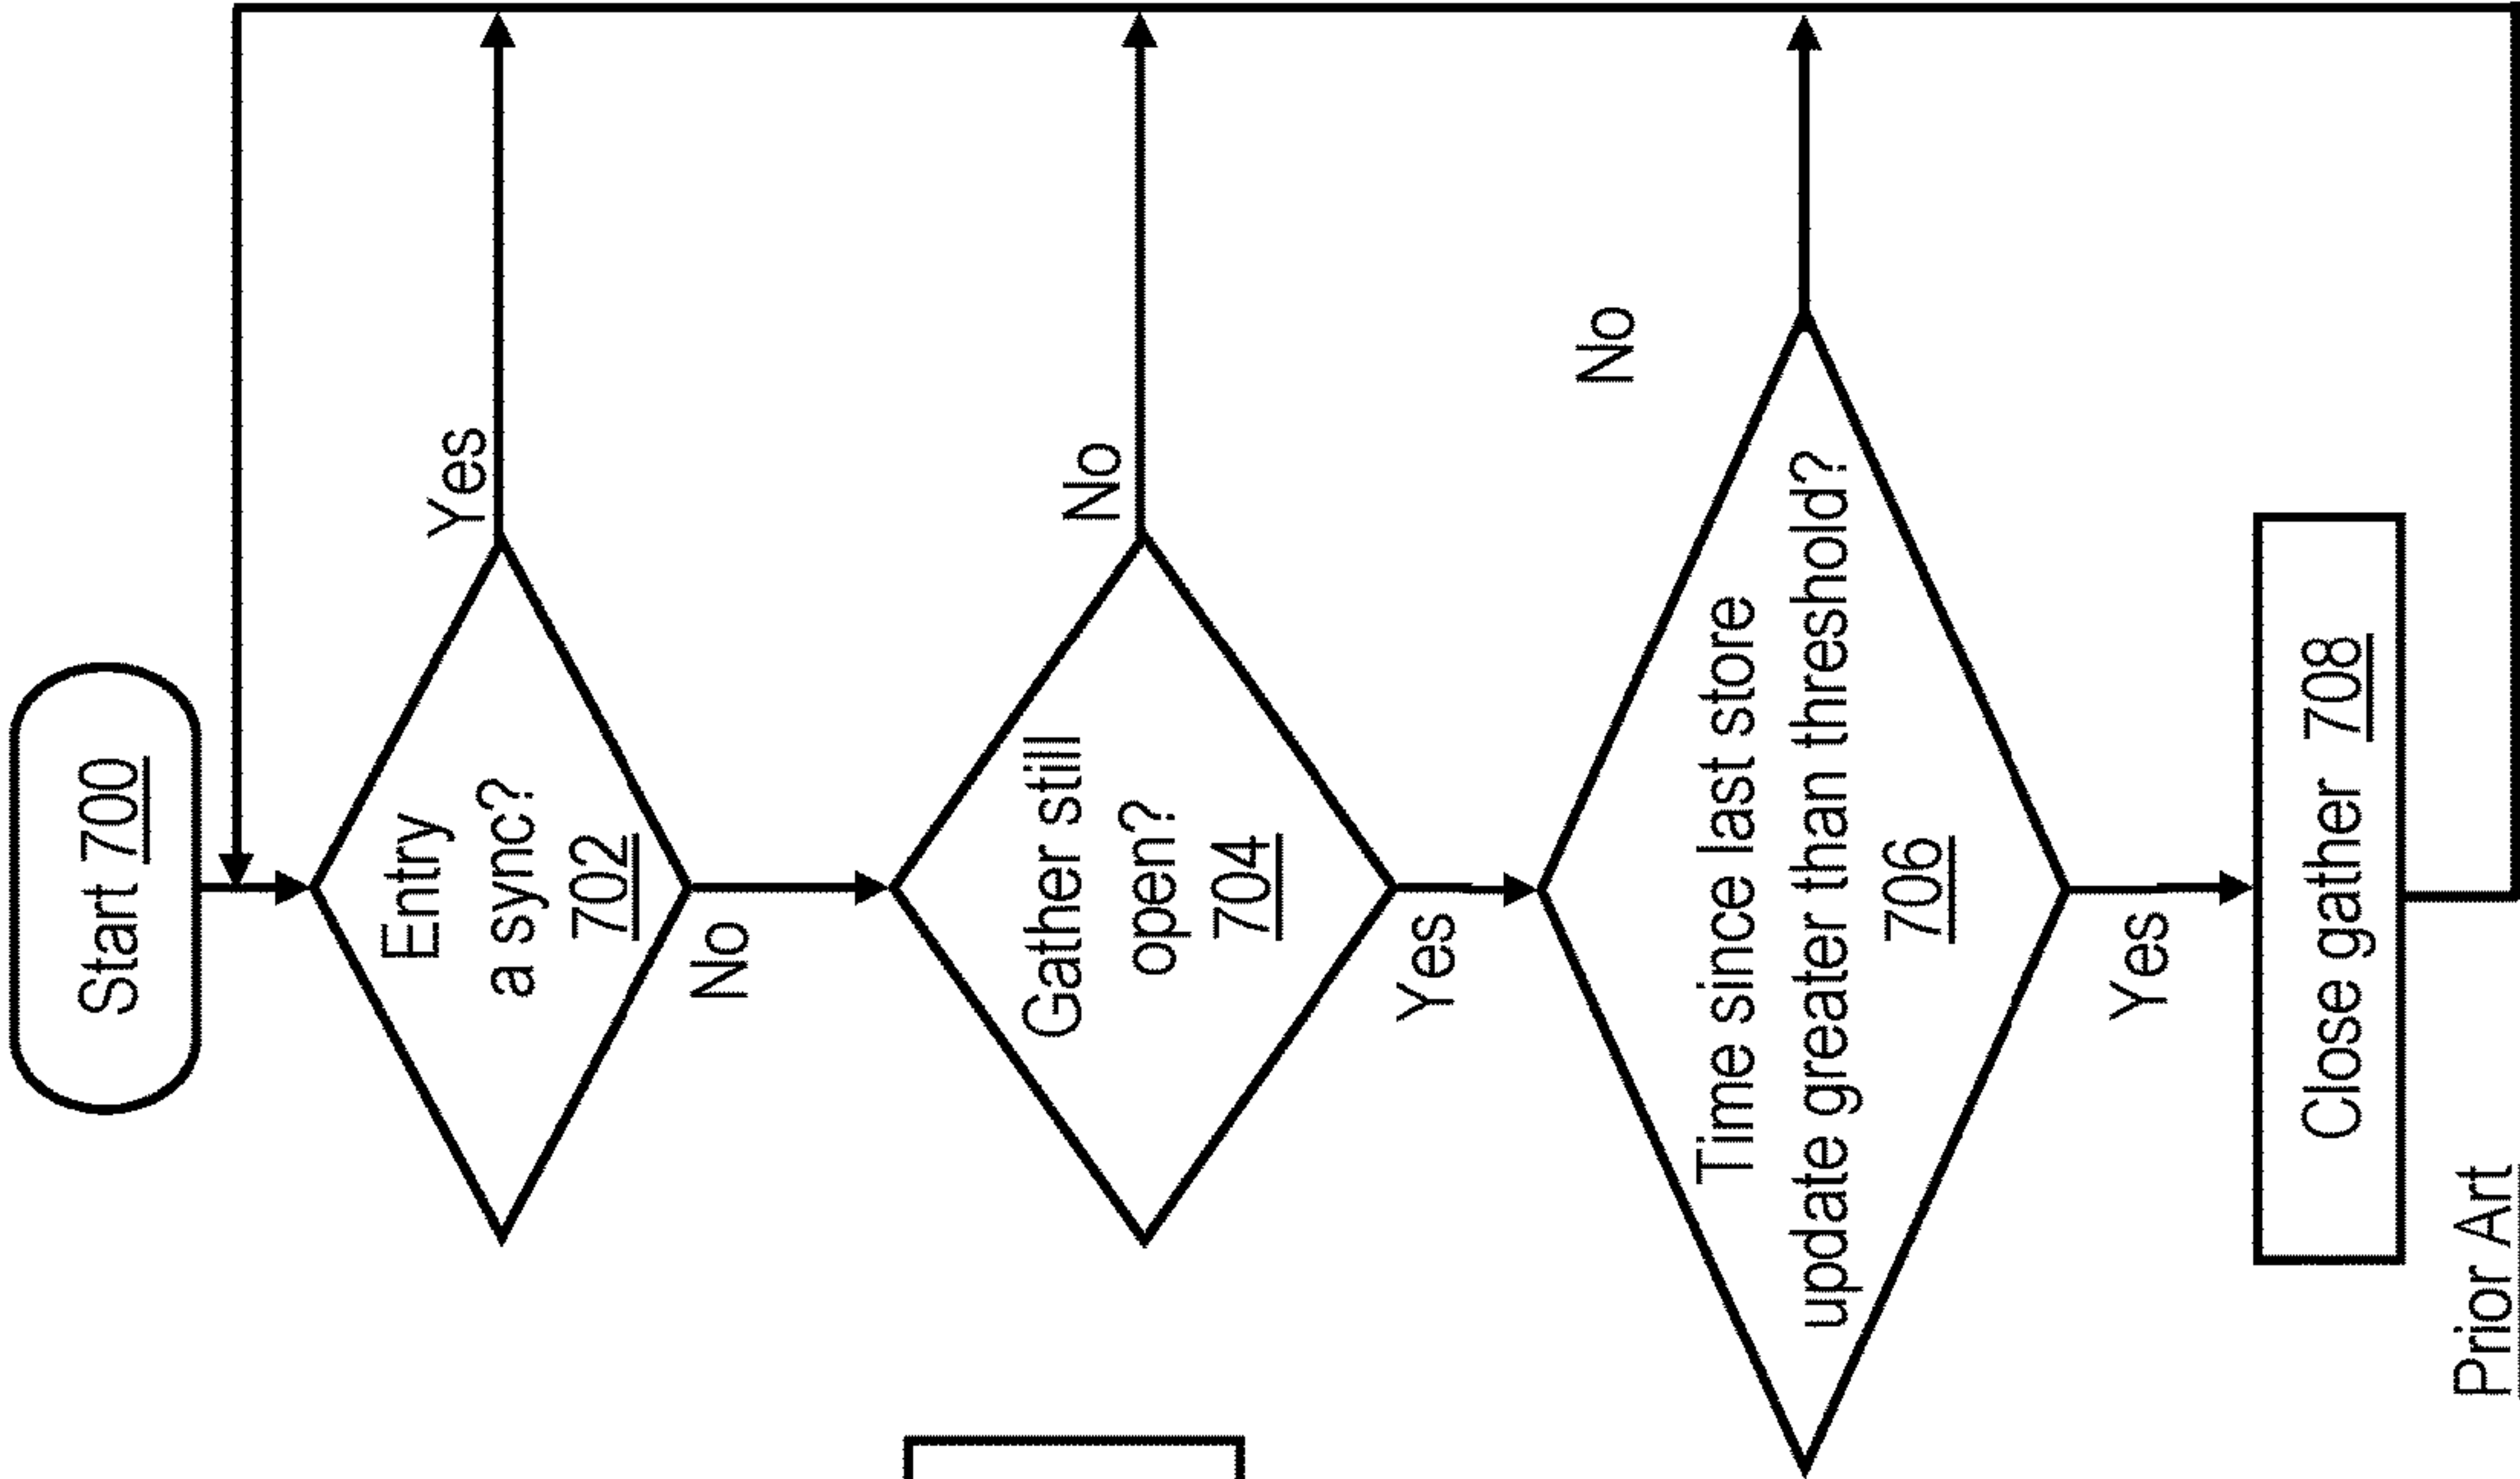 Start 700
Entry
a sync?
702
Yes
No
Gather still
open?
704
No
Yes
Time since last store
update greater than threshold?
706
No
Yes
Close gather 708
Prior Art